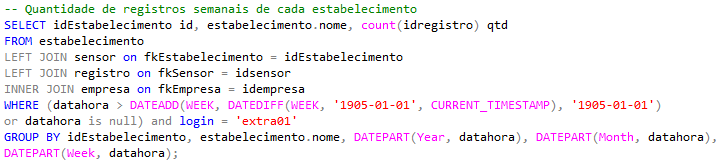 -- Quantidade de registros semanais de cada estabelecimento
SELECT idEstabelecimento id, estabelecimento.nome, count(idregistro) qtd
FROM estabelecimento
LEFT JOIN sensor on fkEstabelecimento = idEstabelecimento
LEFT JOIN registro on fkSensor = idsensor
INNER JOIN empresa on fkEmpresa = idempresa
WHERE (datahora > DATEADD(WEEK, DATEDIFF(WEEK, '1905-01-01', CURRENT_TIMESTAMP), '1905-01-01')
or datahora is null) and login = 'extra01'
GROUP BY idEstabelecimento, estabelecimento.nome, DATEPART(Year, datahora), DATEPART(Month, datahora),
DATEPART(Week, datahora);